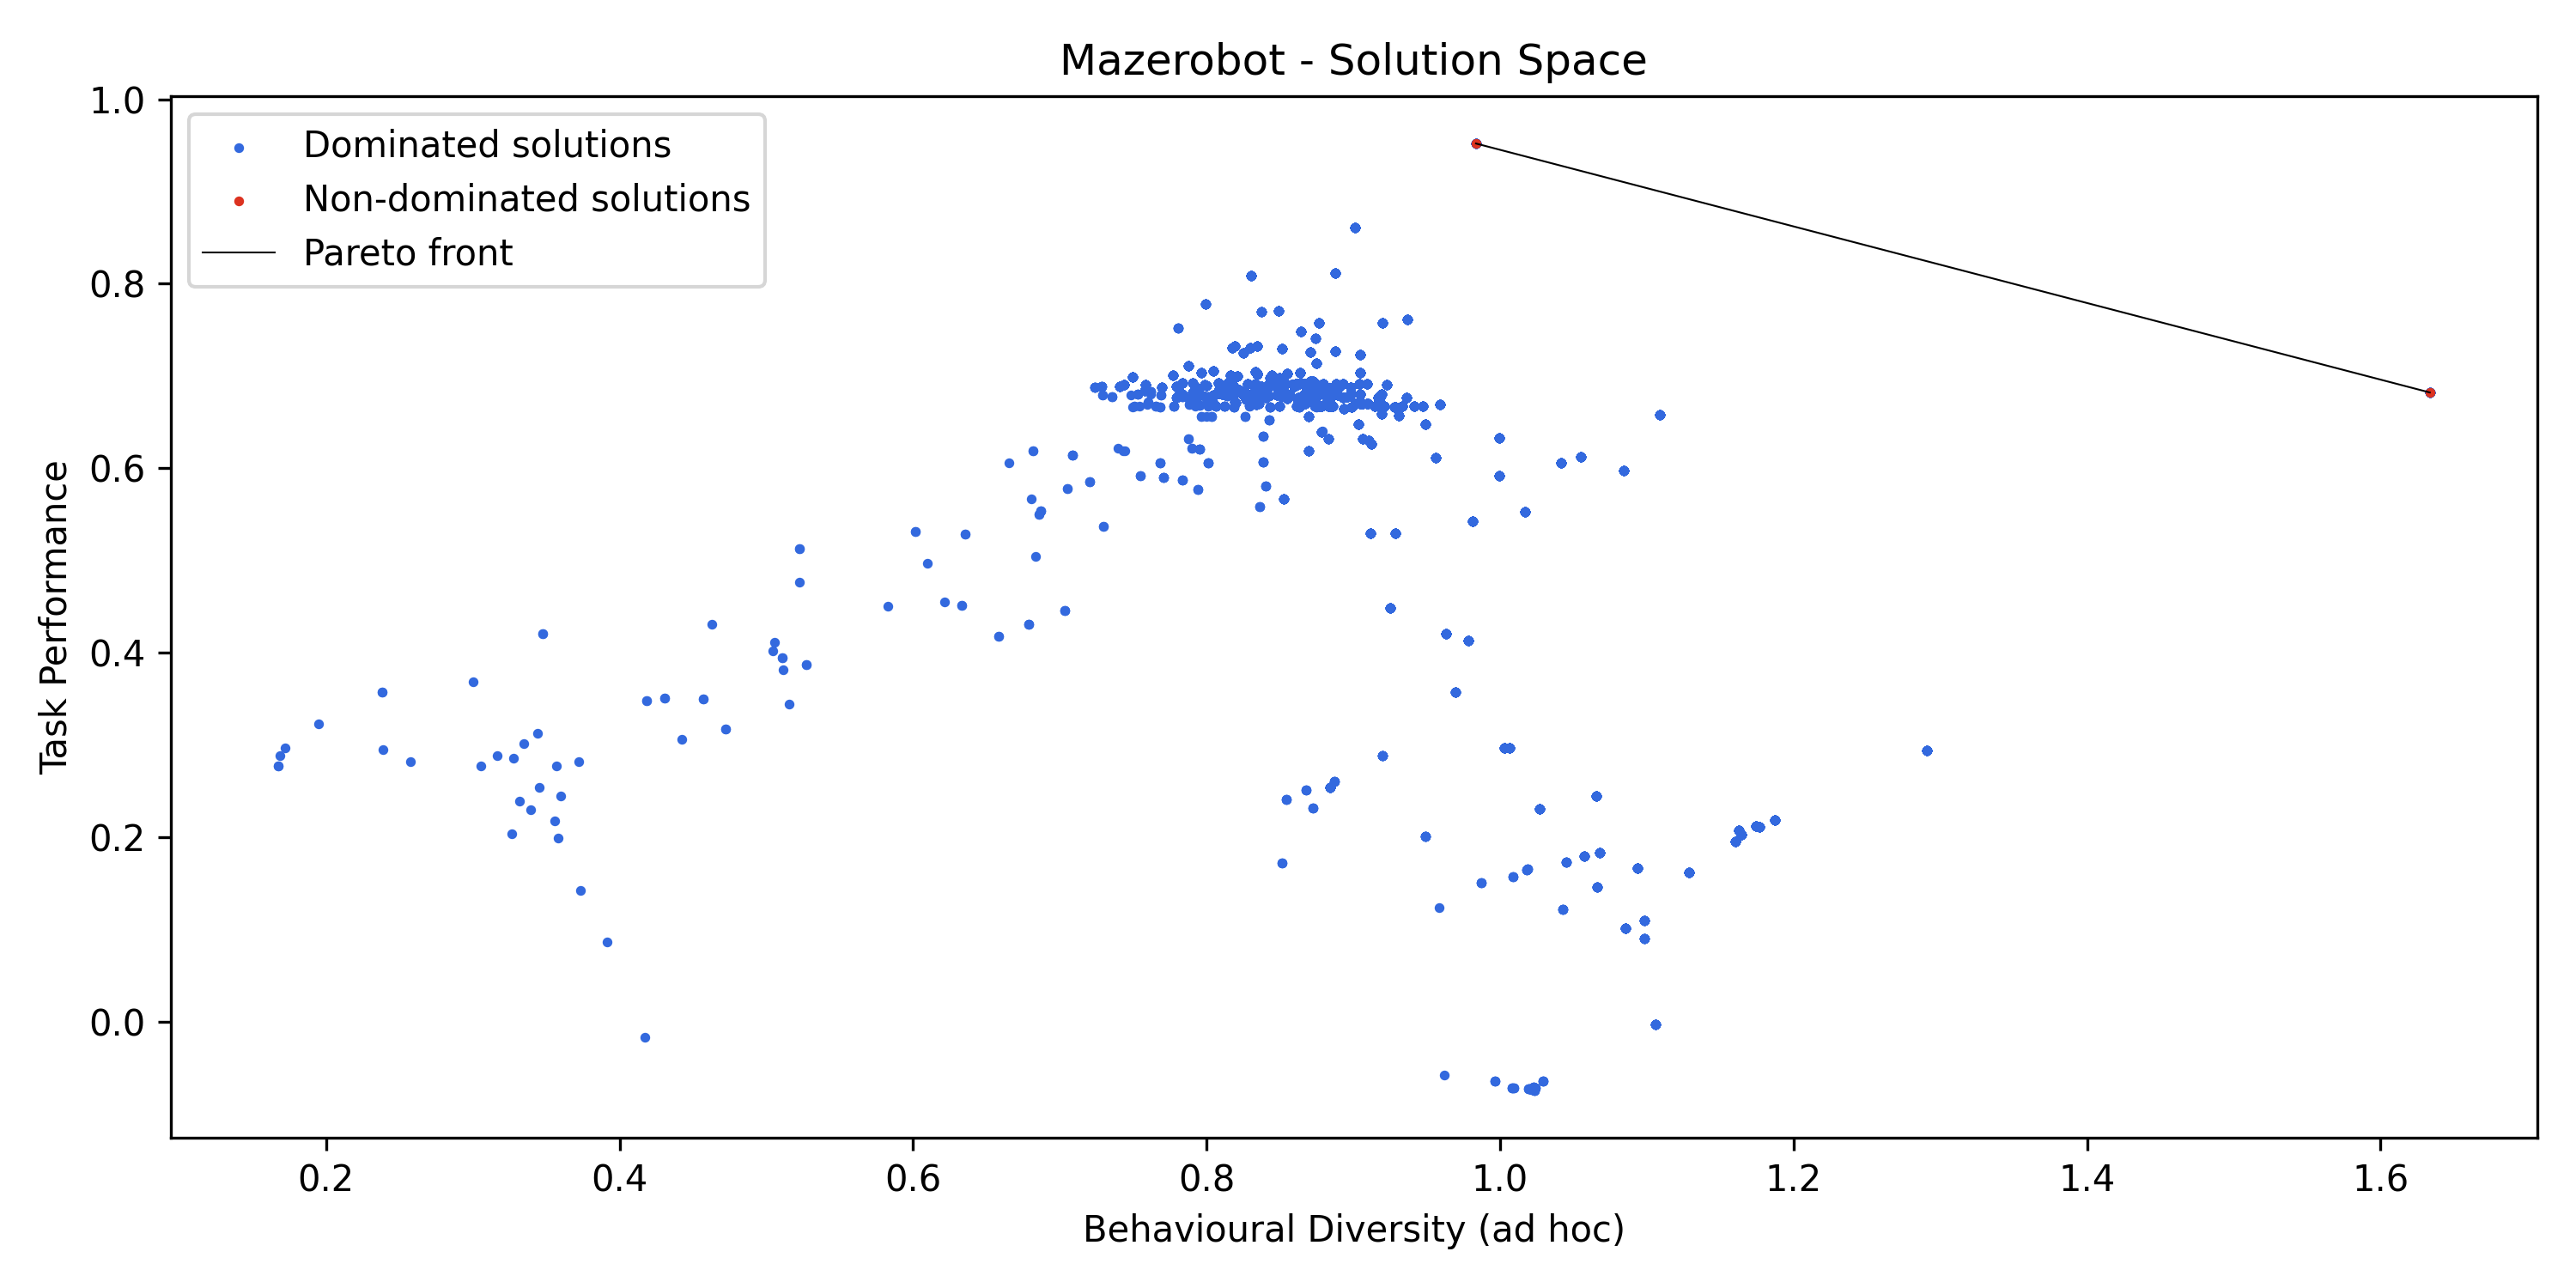 Mazerobot - Solution Space
Dominated solutions
Non-dominated solutions
Pareto front
Task Performance
1.0
0.8
0.6
0.4
0.2
0.0
0.2 0.4 0.6 0.8 1.0 1.2 1.4 1.6
Behavioural Diversity (ad hoc)